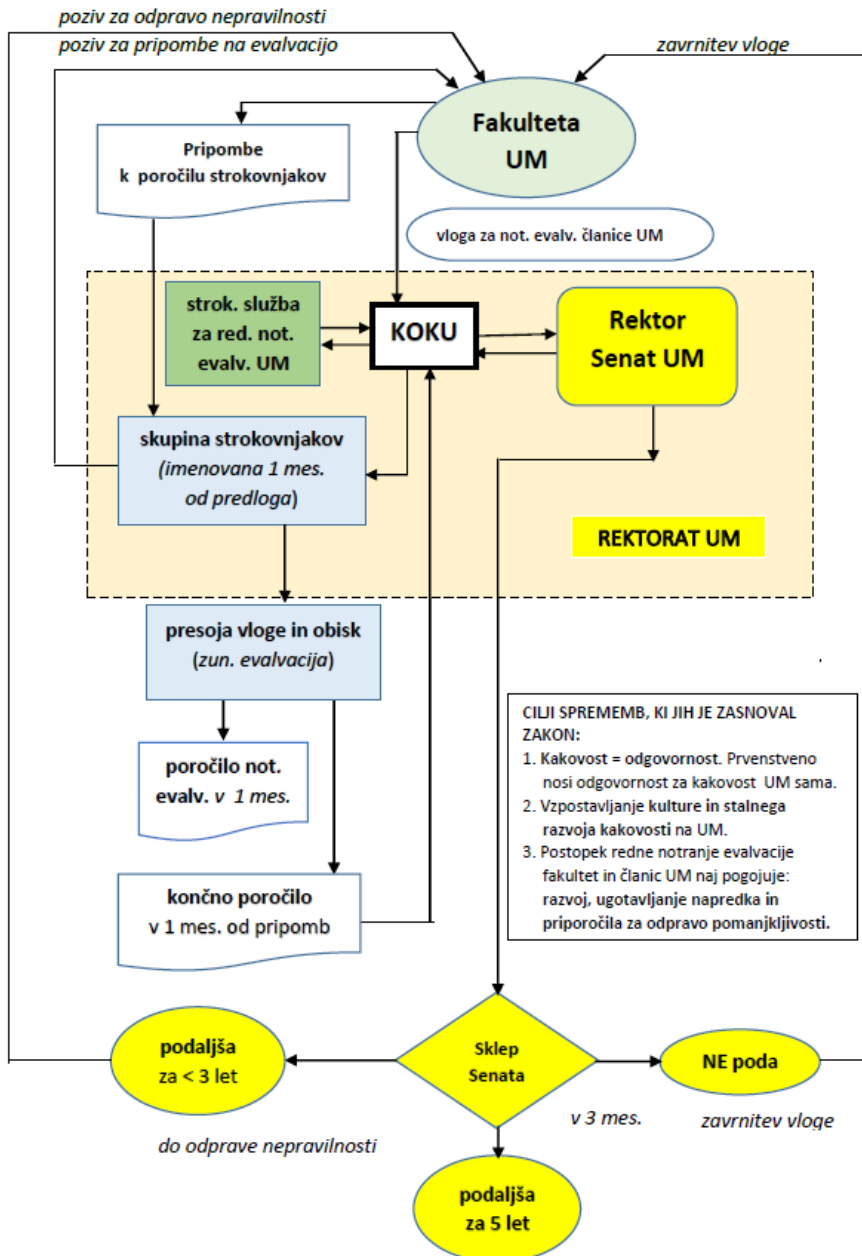 poziv za odpravo nepravilnosti
poziv za pripombe na evalvacijo
zavrnitev vloge
Fakulteta
UM
Pripombe
k poročilu strokovnjakov
vloga za not. evalv. članice UM
strok. služba
za red. not.
evalv. UM
KOKU
Rektor
Senat UM
skupina strokovnjakov
(imenovana 1 mes.
od predloga)
REKTORAT UM
presoja vloge in obisk
(zun. evalvacija)
CILJI SPREMEMB, KI JIH JE ZASNOVAL
ZAKON:
1. Kakovost = odgovornost. Prvenstveno
nosi odgovornost za kakovost UM sama.
2. Vzpostavljanje kulture in stalnega
razvoja kakovosti na UM.
3. Postopek redne notranje evalvacije
fakultet in članic UM naj pogojuje:
razvoj, ugotavljanje napredka in
priporočila za odpravo pomanjkljivosti.
poročilo not.
evalv. v 1 mes.
končno poročilo
v 1 mes. od pripomb
podaljša
za < 3 let
Sklep
Senata
NE poda
v 3 mes.
zavrnitev vloge
do odprave nepravilnosti
podaljša
za 5 let